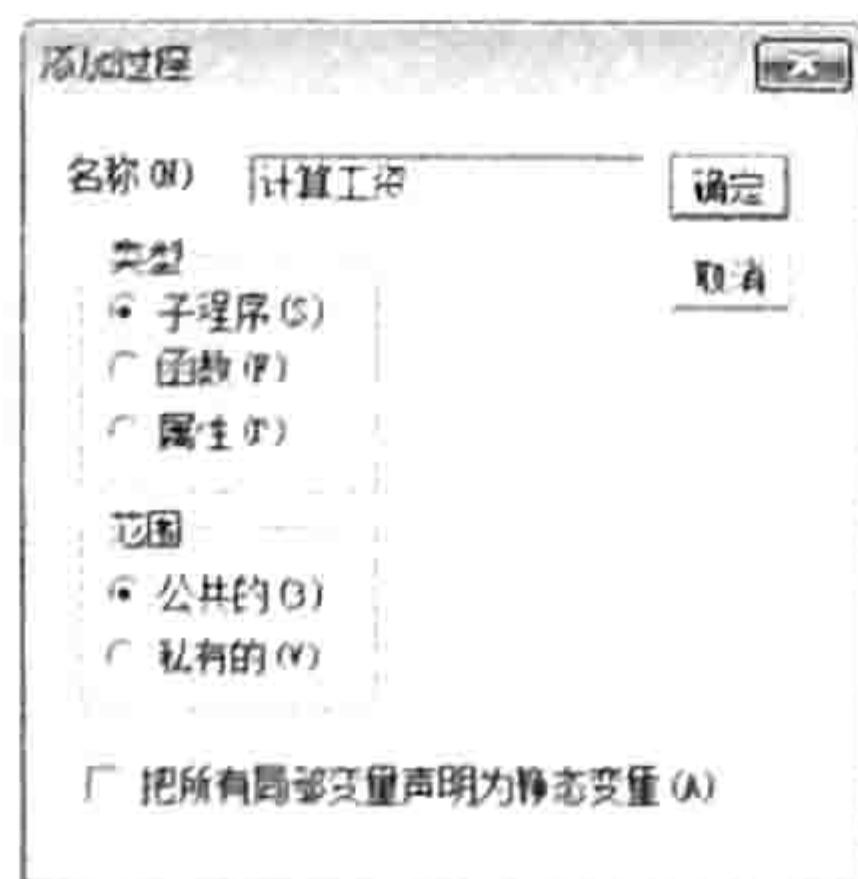 添加过程
名称(N) 计算工资 确定
类型 取消
子程序(S)
函数(F)
属性(P)
范围
公共的(B)
私有的(V)
把所有局部变量声明为静态变量(A)